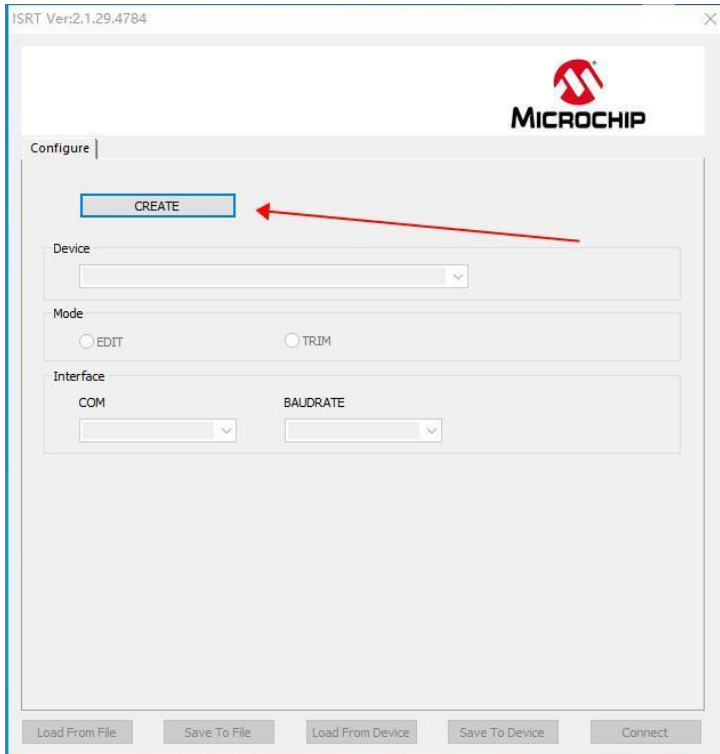 ISRT Ver:2.1.29.4784
MICROCHIP
Configure
CREATE
Device
Mode
EDIT TRIM
Interface
COM BAUDRATE
Load From File Save To File Load From Device Save To Device Connect